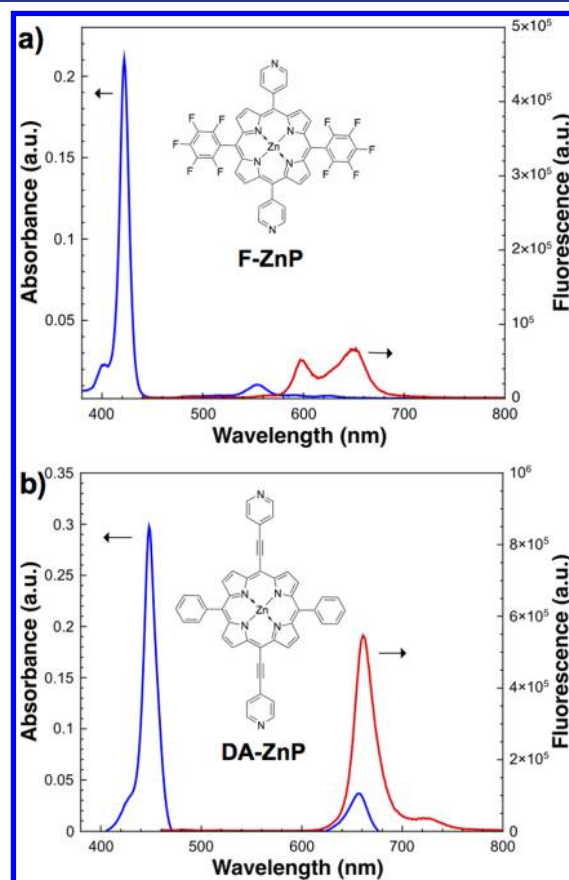 a)
0.2
0.15
0.1
0.05
Absorbance (a.u.)
5×10⁵
4×10⁵
3×10⁵
2×10⁵
10⁵
0
Fluorescence (a.u.)
N
F F
F F
F N N F
F Zn F
F N N F
N
F-ZnP
400 500 600 700 800
Wavelength (nm)
b)
0.35
0.3
0.25
0.2
0.15
0.1
0.05
0
Absorbance (a.u.)
10⁶
8×10⁵
6×10⁵
4×10⁵
2×10⁵
0
Fluorescence (a.u.)
N
N N
Zn
N N
N
DA-ZnP
400 500 600 700 800
Wavelength (nm)